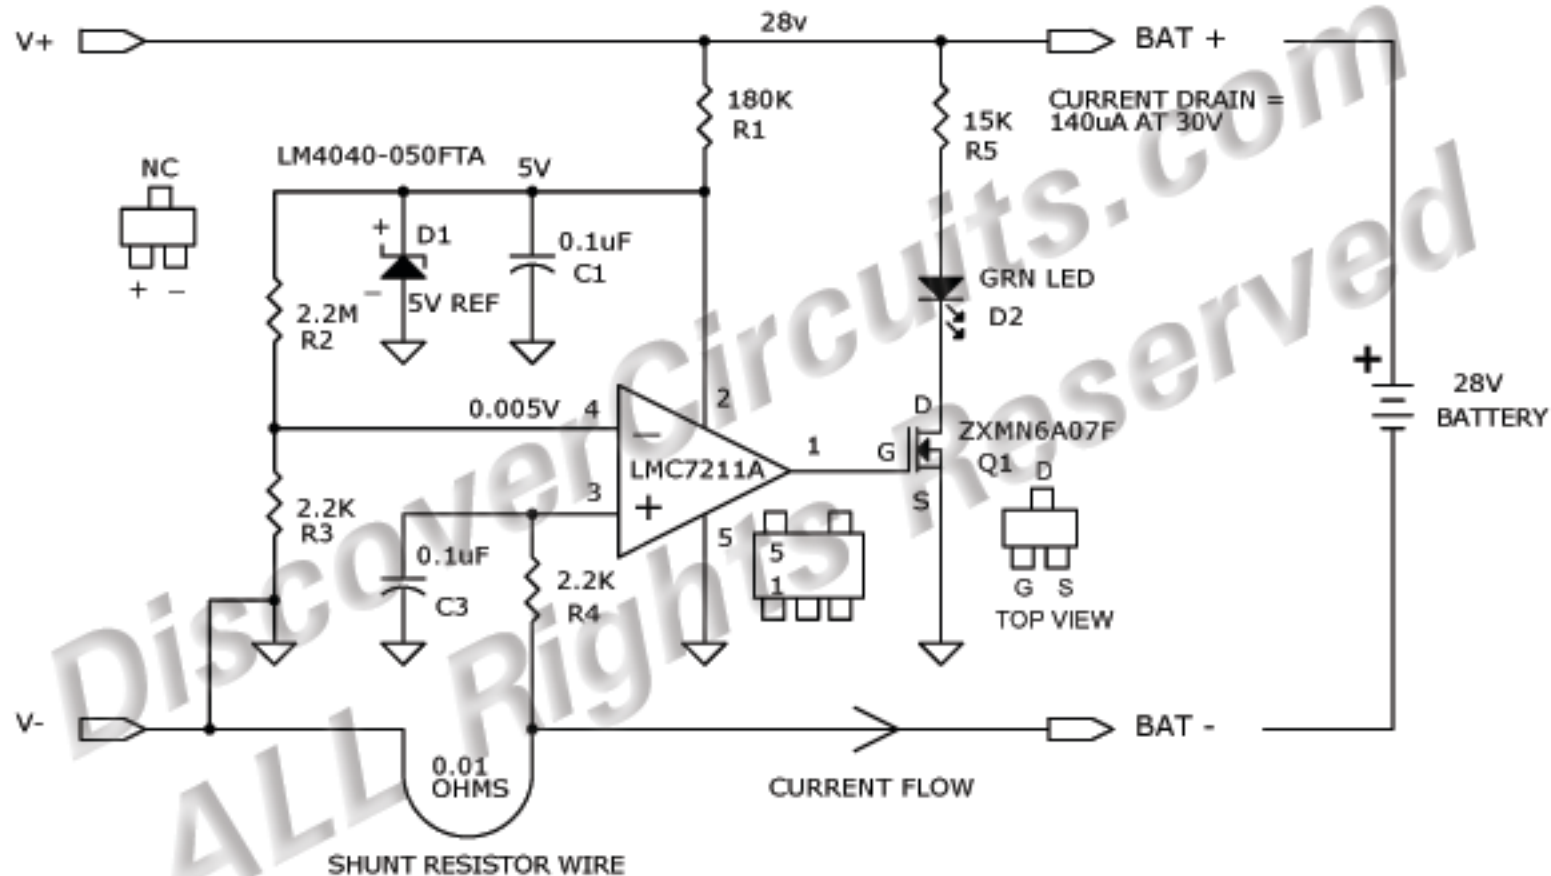 28v
V+
BAT +
180K
R1
CURRENT DRAIN =
140uA AT 30V
15K
R5
LM4040-050FTA
5V
NC
+
D1
0.1uF
C1
GRN LED
D2
+ −
−
5V REF
2.2M
R2
+
28V
BATTERY
0.005V
4
2
D
−
ZXMN6A07F
Q1
D
1
G
LMC7211A
3
+
S
2.2K
R3
5
0.1uF
C3
2.2K
R4
5
1
G S
TOP VIEW
V-
BAT -
0.01
OHMS
CURRENT FLOW
SHUNT RESISTOR WIRE
DiscoverCircuits.com
ALL Rights Reserved